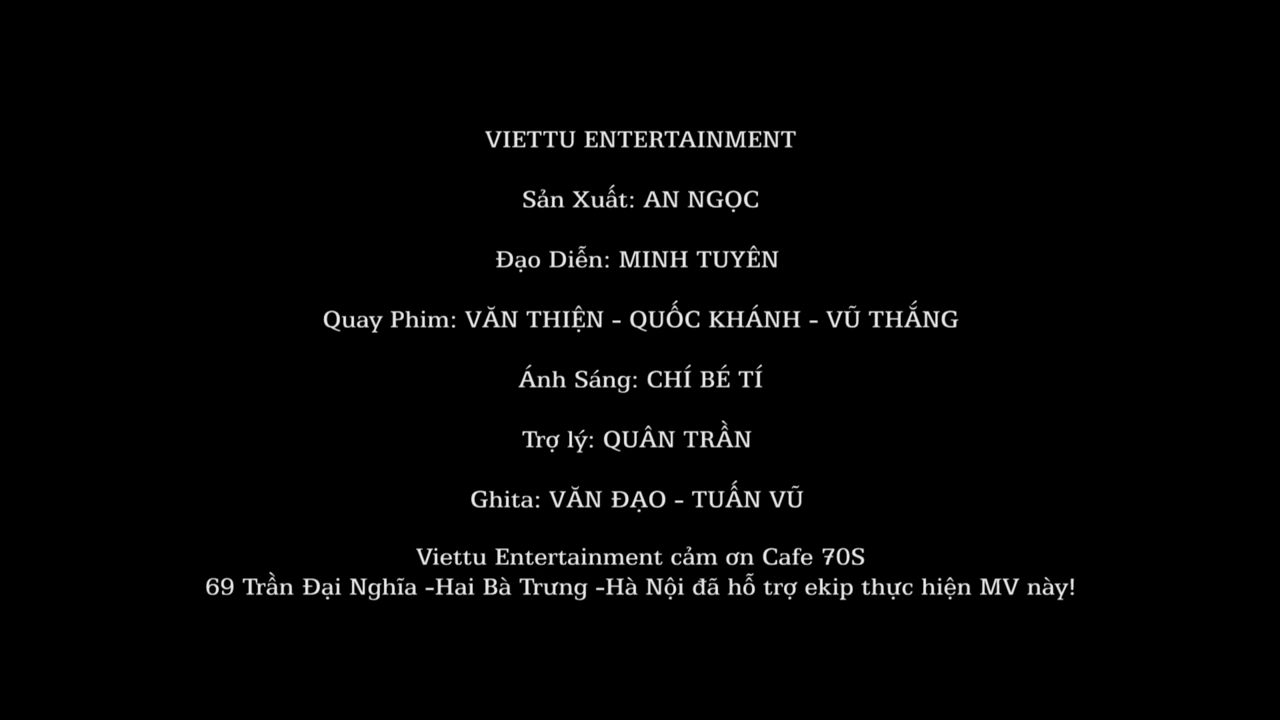 VIETTU ENTERTAINMENT
Sản Xuất: AN NGỌC
Đạo Diễn: MINH TUYÊN
Quay Phim: VĂN THIỆN - QUỐC KHÁNH - VŨ THẮNG
Ánh Sáng: CHÍ BÉ TÍ
Trợ lý: QUÂN TRẦN
Ghita: VĂN ĐẠO - TUẤN VŨ
Viettu Entertainment cảm ơn Cafe 70S
69 Trần Đại Nghĩa -Hai Bà Trưng -Hà Nội đã hỗ trợ ekip thực hiện MV này!